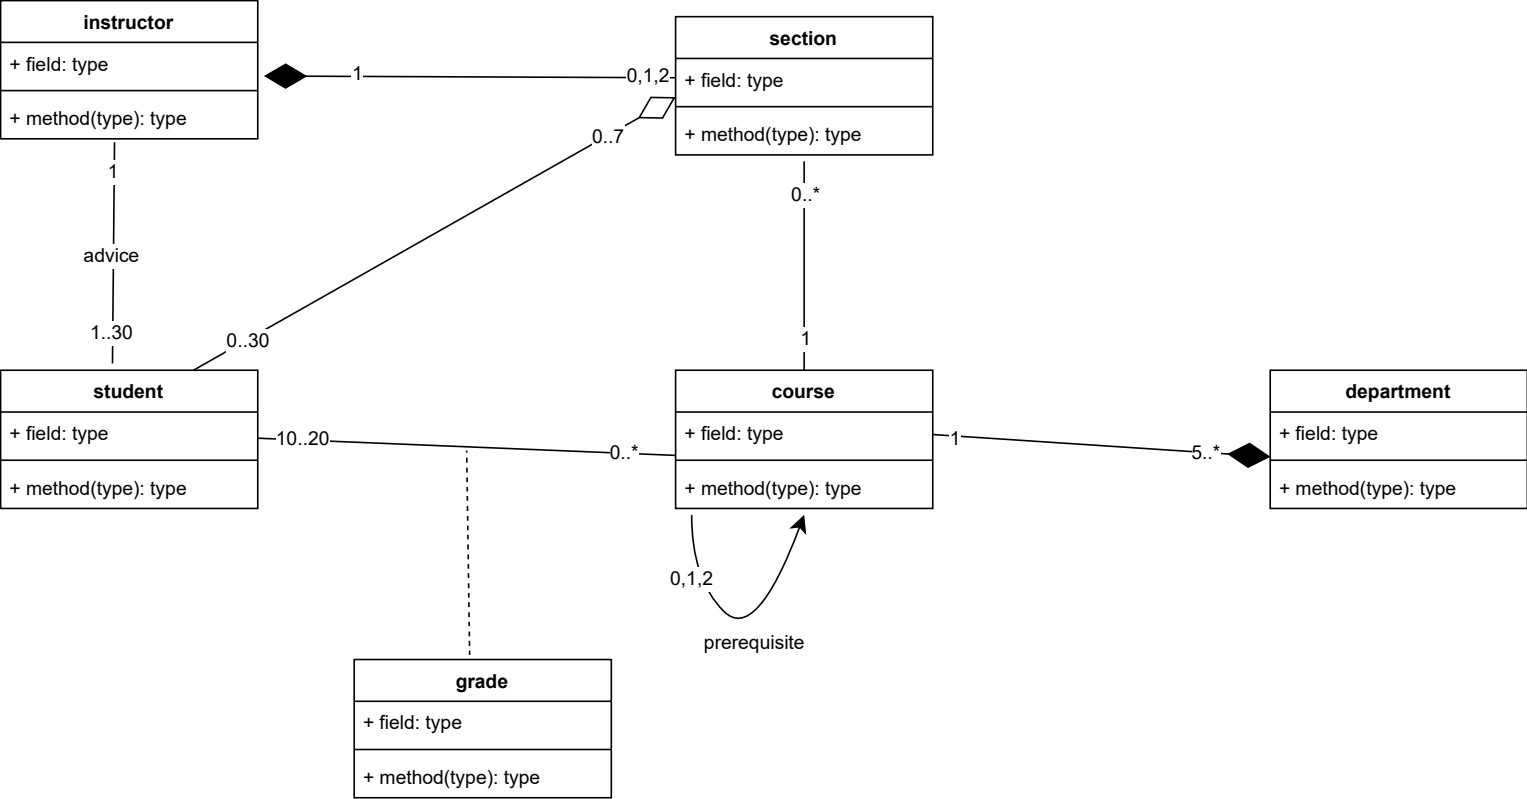 instructor
+ field: type
+ method(type): type
section
+ field: type
+ method(type): type
1
0,1,2
0..7
0..30
1
advice
1..30
0..*
1
student
+ field: type
+ method(type): type
course
+ field: type
+ method(type): type
department
+ field: type
+ method(type): type
10..20
0..*
1
5..*
0,1,2
prerequisite
grade
+ field: type
+ method(type): type